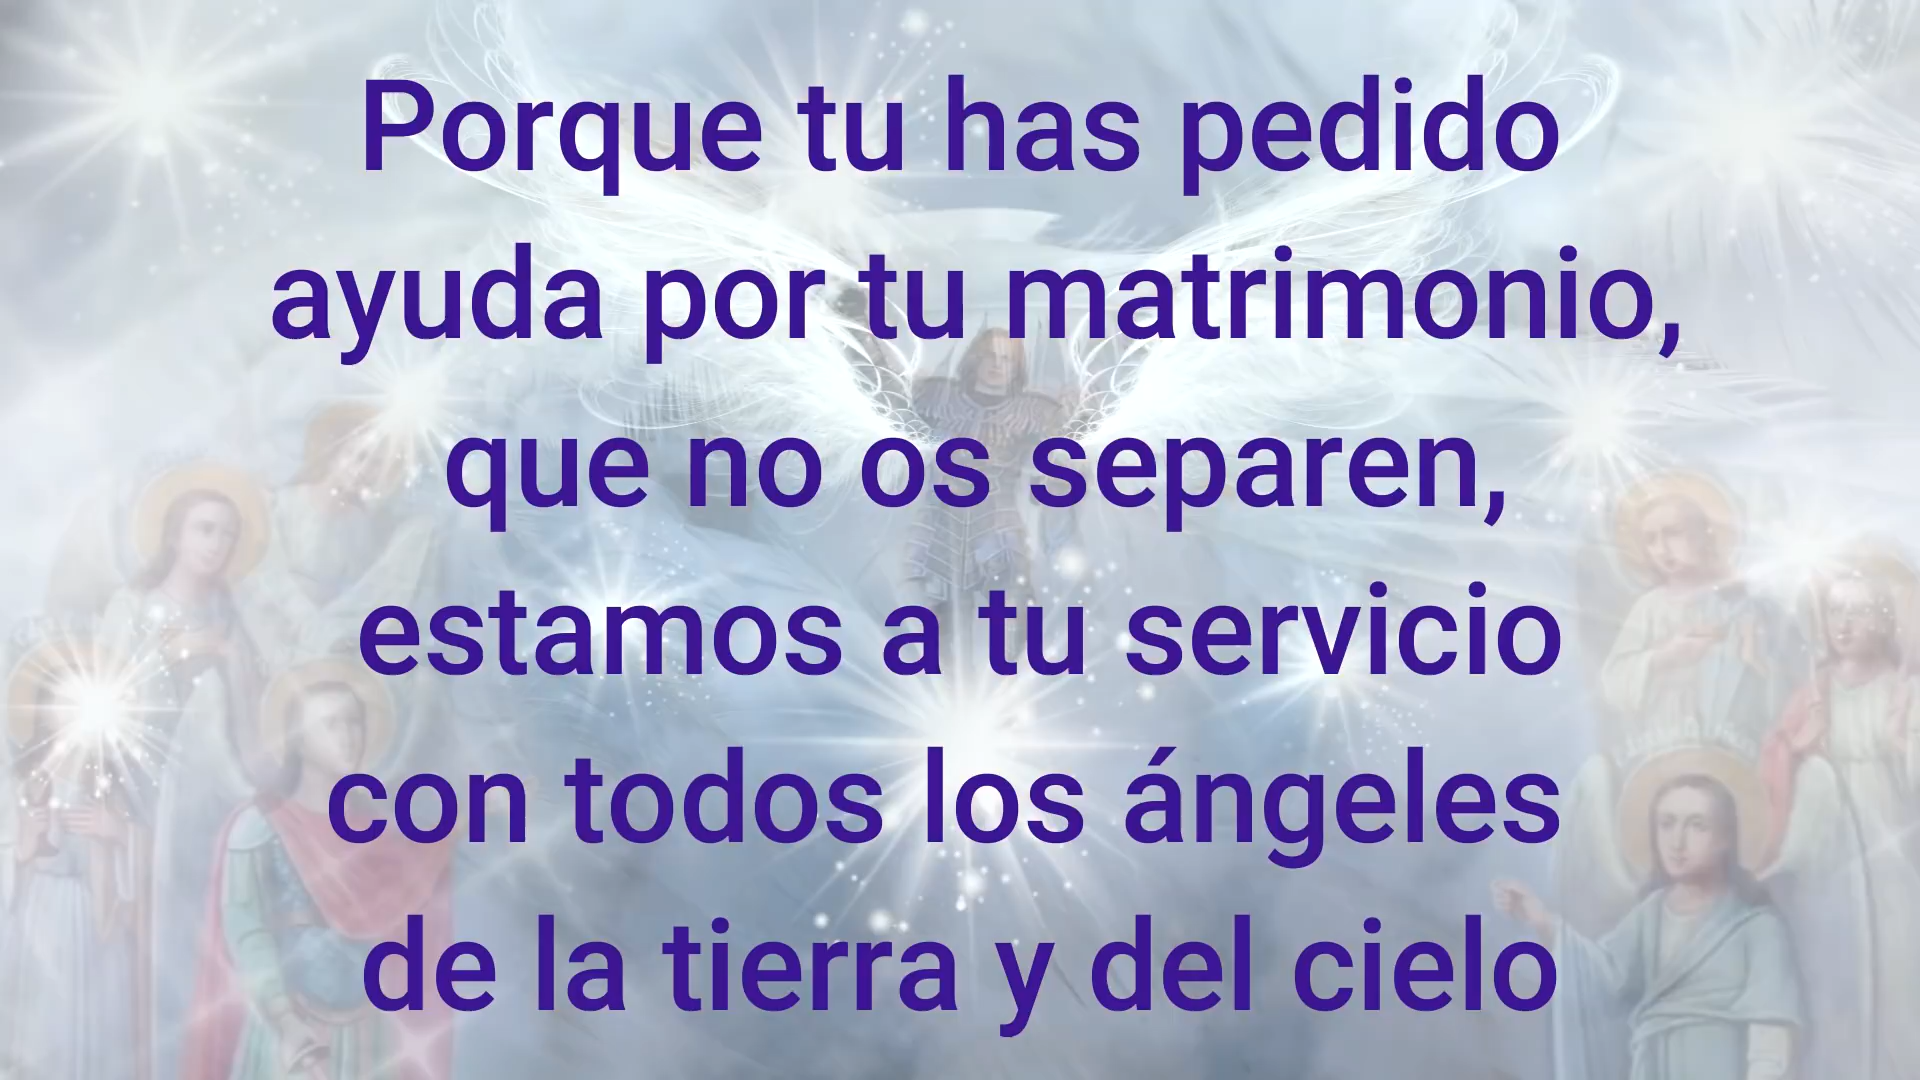 Porque tu has pedido
ayuda por tu matrimonio,
que no os separen,
estamos a tu servicio
con todos los ángeles
de la tierra y del cielo